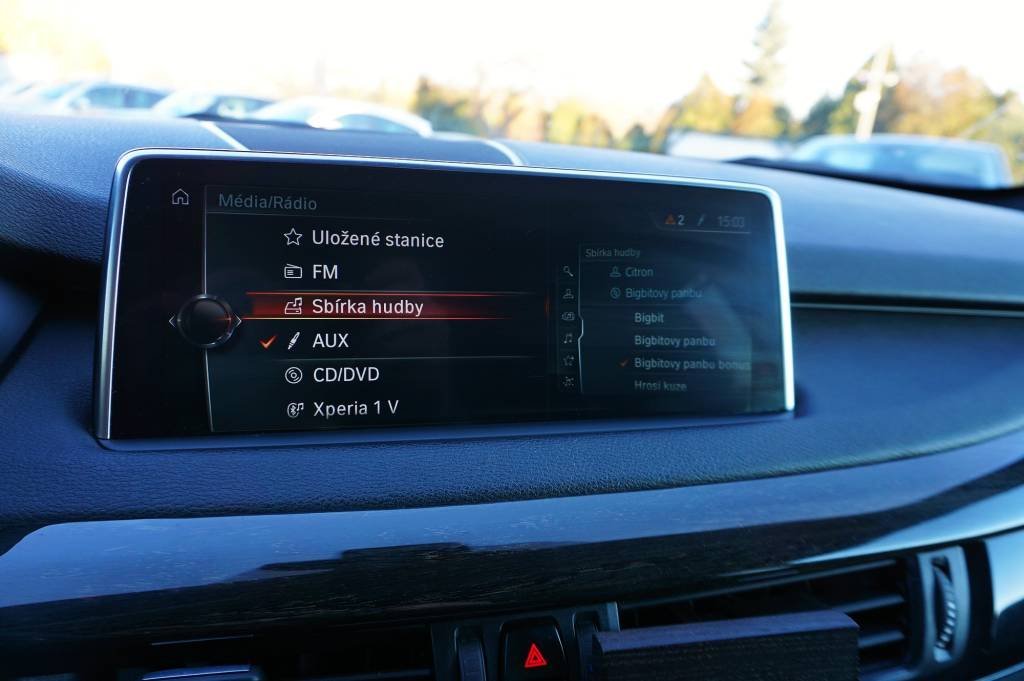 Média/Rádio
2 15:03
Uložené stanice
FM
Sbírka hudby
AUX
CD/DVD
Xperia 1 V
Sbírka hudby
Citron
Bigbitovy panbu
Bigbit
Bigbitovy panbu
Bigbitovy panbu bonus
Hrosi kuze